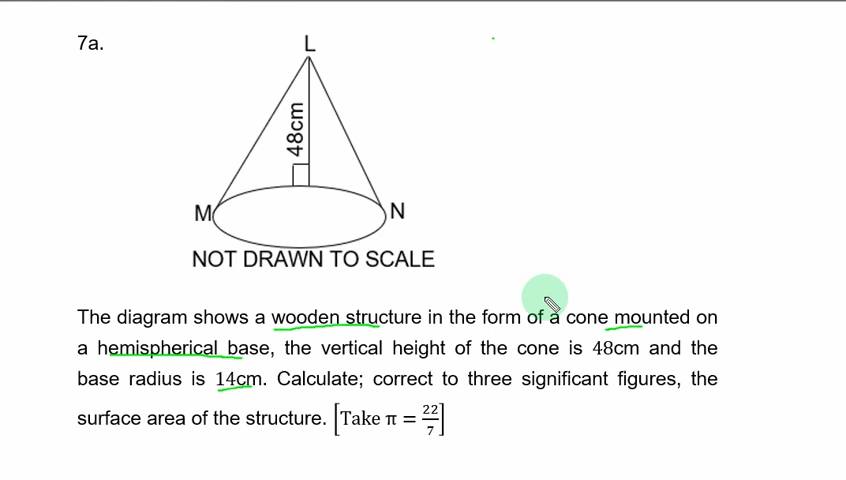 7a.
L
48cm
M
N
NOT DRAWN TO SCALE
The diagram shows a wooden structure in the form of a cone mounted on
a hemispherical base, the vertical height of the cone is 48cm and the
base radius is 14cm. Calculate; correct to three significant figures, the
surface area of the structure. [Take π = 22/7]